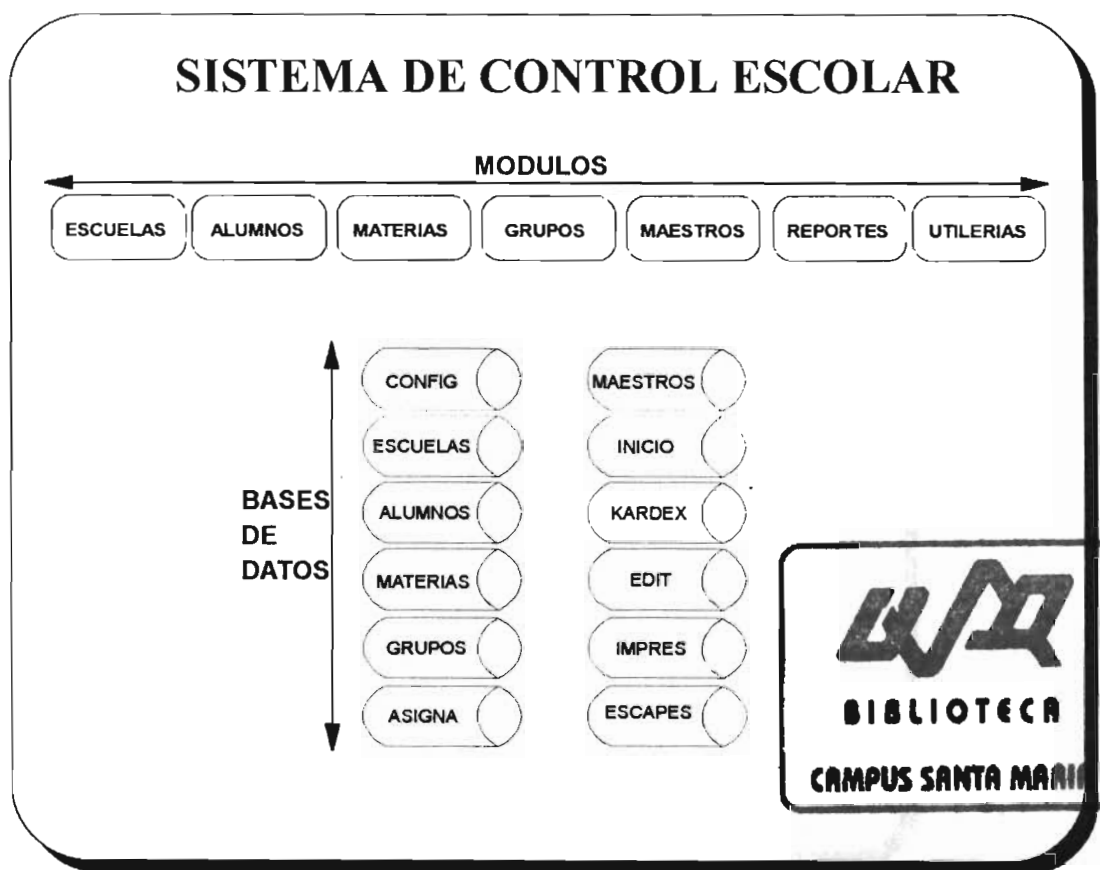 SISTEMA DE CONTROL ESCOLAR
MODULOS
ESCUELAS ALUMNOS MATERIAS GRUPOS MAESTROS REPORTES UTILERIAS
BASES
DE
DATOS
CONFIG
ESCUELAS
ALUMNOS
MATERIAS
GRUPOS
ASIGNA
MAESTROS
INICIO
KARDEX
EDIT
IMPRES
ESCAPES
BIBLIOTECA
CAMPUS SANTA MARIA